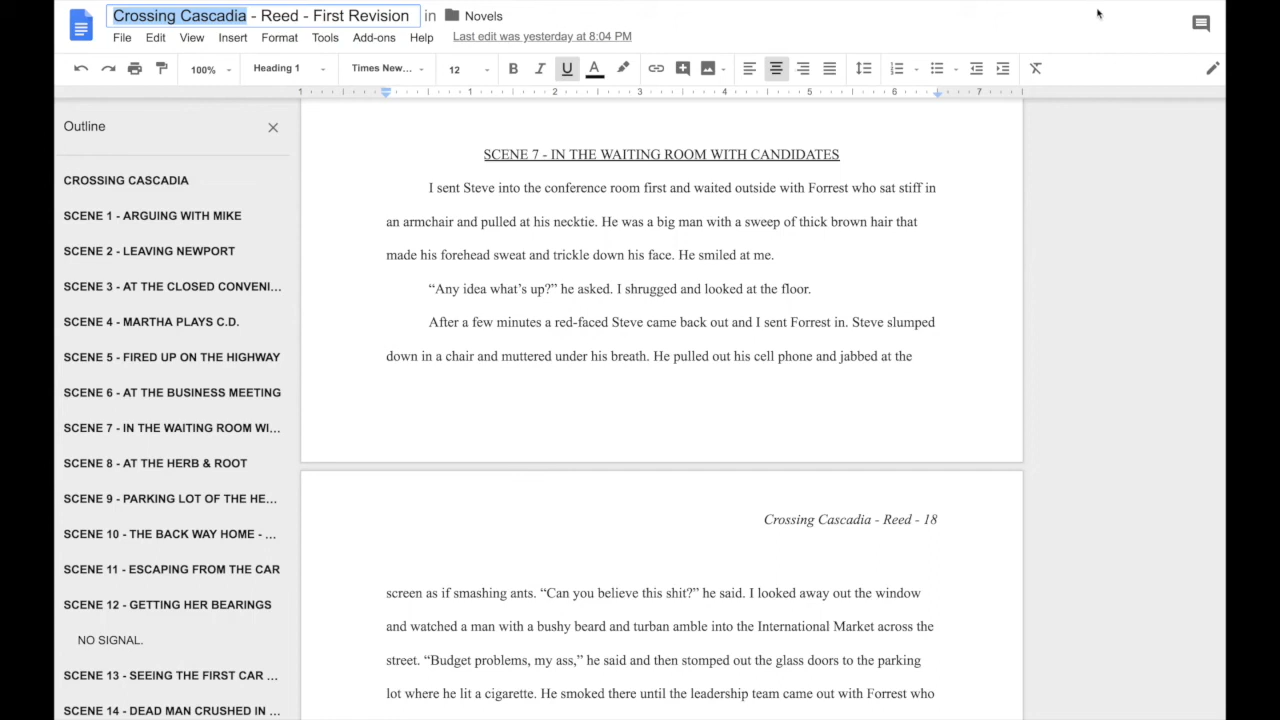 Crossing Cascadia - Reed - First Revision in Novels
File Edit View Insert Format Tools Add-ons Help Last edit was yesterday at 8:04 PM
100% Heading 1 Times New... 12 B I U A
1 1 2 3 4 5 6 7
Outline
CROSSING CASCADIA
SCENE 1 - ARGUING WITH MIKE
SCENE 2 - LEAVING NEWPORT
SCENE 3 - AT THE CLOSED CONVENI...
SCENE 4 - MARTHA PLAYS C.D.
SCENE 5 - FIRED UP ON THE HIGHWAY
SCENE 6 - AT THE BUSINESS MEETING
SCENE 7 - IN THE WAITING ROOM WI...
SCENE 8 - AT THE HERB & ROOT
SCENE 9 - PARKING LOT OF THE HE...
SCENE 10 - THE BACK WAY HOME - ...
SCENE 11 - ESCAPING FROM THE CAR
SCENE 12 - GETTING HER BEARINGS
NO SIGNAL.
SCENE 13 - SEEING THE FIRST CAR ...
SCENE 14 - DEAD MAN CRUSHED IN ...
SCENE 7 - IN THE WAITING ROOM WITH CANDIDATES
I sent Steve into the conference room first and waited outside with Forrest who sat stiff in
an armchair and pulled at his necktie. He was a big man with a sweep of thick brown hair that
made his forehead sweat and trickle down his face. He smiled at me.
“Any idea what’s up?” he asked. I shrugged and looked at the floor.
After a few minutes a red-faced Steve came back out and I sent Forrest in. Steve slumped
down in a chair and muttered under his breath. He pulled out his cell phone and jabbed at the
Crossing Cascadia - Reed - 18
screen as if smashing ants. “Can you believe this shit?” he said. I looked away out the window
and watched a man with a bushy beard and turban amble into the International Market across the
street. “Budget problems, my ass,” he said and then stomped out the glass doors to the parking
lot where he lit a cigarette. He smoked there until the leadership team came out with Forrest who